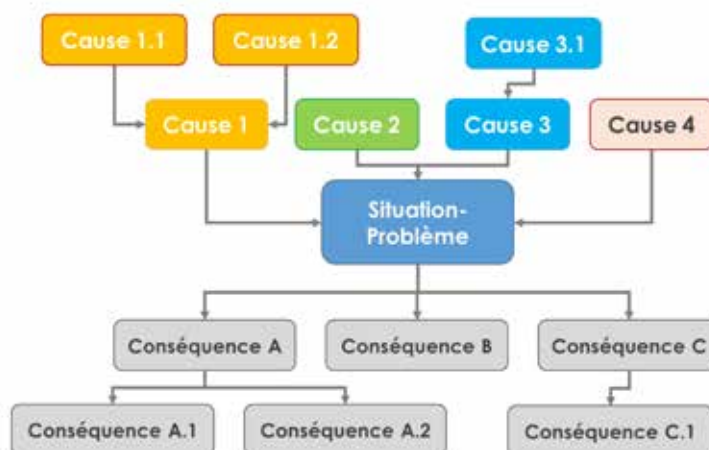 Cause 1.1
Cause 1.2
Cause 3.1
Cause 1
Cause 2
Cause 3
Cause 4
Situation-
Problème
Conséquence A
Conséquence B
Conséquence C
Conséquence A.1
Conséquence A.2
Conséquence C.1